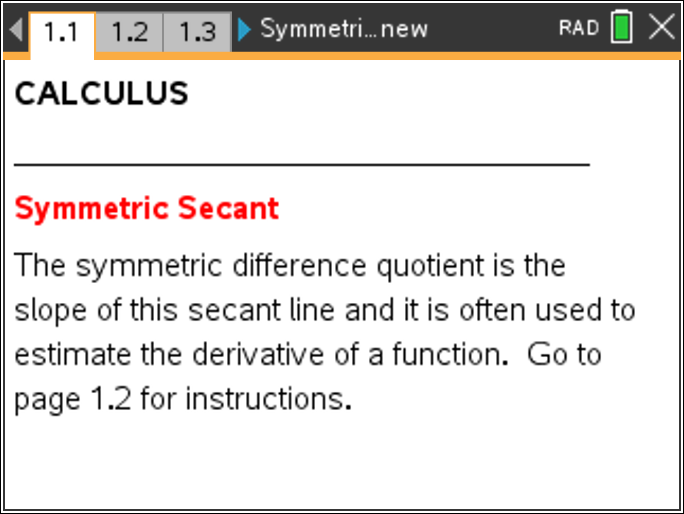 1.1 1.2 1.3 Symmetri...new RAD
CALCULUS
Symmetric Secant
The symmetric difference quotient is the
slope of this secant line and it is often used to
estimate the derivative of a function.  Go to
page 1.2 for instructions.